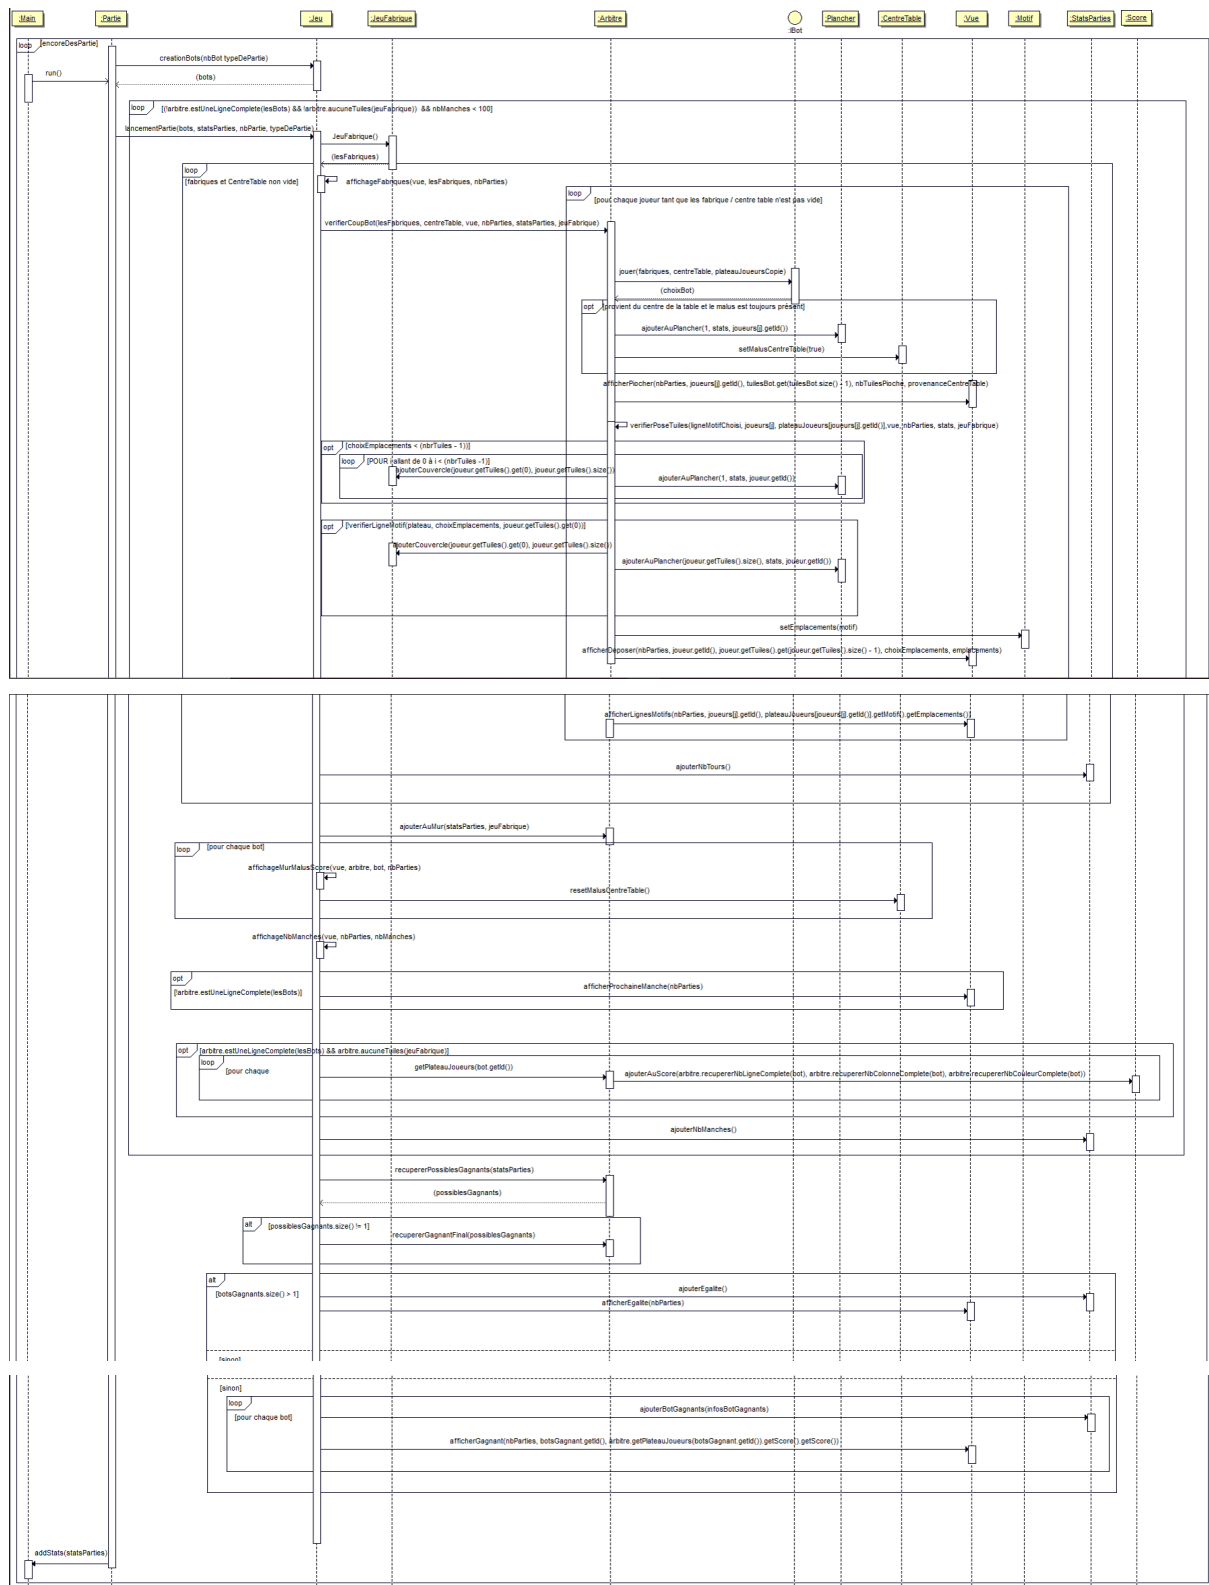 :Main :Partie :Jeu :JeuFabrique :Arbitre :IBot :Plancher :CentreTable :Vue :Motif :StatsParties :Score
loop [encoreDesPartie]
creationBots(nbBot typeDePartie)
run()
(bots)
loop [(!arbitre.estUneLigneComplete(lesBots) && !arbitre.aucuneTuiles(jeuFabrique)) && nbManches < 100]
lancementPartie(bots, statsParties, nbPartie, typeDePartie)
JeuFabrique()
(lesFabriques)
loop
[fabriques et CentreTable non vide]
affichageFabriques(vue, lesFabriques, nbParties)
loop
[pour chaque joueur tant que les fabrique / centre table n'est pas vide]
verifierCoupBot(lesFabriques, centreTable, vue, nbParties, statsParties, jeuFabrique)
jouer(fabriques, centreTable, plateauJoueursCopie)
(choixBot)
opt [provient du centre de la table et le malus est toujours présent]
ajouterAuPlancher(1, stats, joueurs[j].getId())
setMalusCentreTable(true)
afficherPiocher(nbParties, joueurs[j].getId(), tuilesBot.get(tuilesBot.size() - 1), nbTuilesPioche, provenanceCentreTable)
verifierPoseTuiles(ligneMotifChoisi, joueurs[j], plateauJoueurs[joueurs[j].getId()],vue, nbParties, stats, jeuFabrique)
opt [choixEmplacements < (nbrTuiles - 1))]
loop [POUR i allant de 0 à i < (nbrTuiles -1)]
ajouterCouvercle(joueur.getTuiles().get(0), joueur.getTuiles().size())
ajouterAuPlancher(1, stats, joueur.getId())
opt [!verifierLigneMotif(plateau, choixEmplacements, joueur.getTuiles().get(0))]
ajouterCouvercle(joueur.getTuiles().get(0), joueur.getTuiles().size())
ajouterAuPlancher(joueur.getTuiles().size(), stats, joueur.getId())
setEmplacements(motif)
afficherDeposer(nbParties, joueur.getId(), joueur.getTuiles().get(joueur.getTuiles().size() - 1), choixEmplacements, emplacements)
afficherLignesMotifs(nbParties, joueurs[j].getId(), plateauJoueurs[joueurs[j].getId()].getMotif().getEmplacements())
ajouterNbTours()
ajouterAuMur(statsParties, jeuFabrique)
loop [pour chaque bot]
affichageMurMalusScore(vue, arbitre, bot, nbParties)
resetMalusCentreTable()
affichageNbManches(vue, nbParties, nbManches)
opt
[!arbitre.estUneLigneComplete(lesBots)]
afficherProchaineManche(nbParties)
opt [arbitre.estUneLigneComplete(lesBots) && arbitre.aucuneTuiles(jeuFabrique)]
loop
[pour chaque
getPlateauJoueurs(bot.getId())
ajouterAuScore(arbitre.recupererNbLigneComplete(bot), arbitre.recupererNbColonneComplete(bot), arbitre.recupererNbCouleurComplete(bot))
ajouterNbManches()
recupererPossiblesGagnants(statsParties)
(possiblesGagnants)
alt [possiblesGagnants.size() != 1]
recupererGagnantFinal(possiblesGagnants)
alt
[botsGagnants.size() > 1]
ajouterEgalite()
afficherEgalite(nbParties)
[sinon]
[sinon]
loop
[pour chaque bot]
ajouterBotGagnants(infosBotGagnants)
afficherGagnant(nbParties, botsGagnant.getId(), arbitre.getPlateauJoueurs(botsGagnant.getId()).getScore().getScore())
addStats(statsParties)